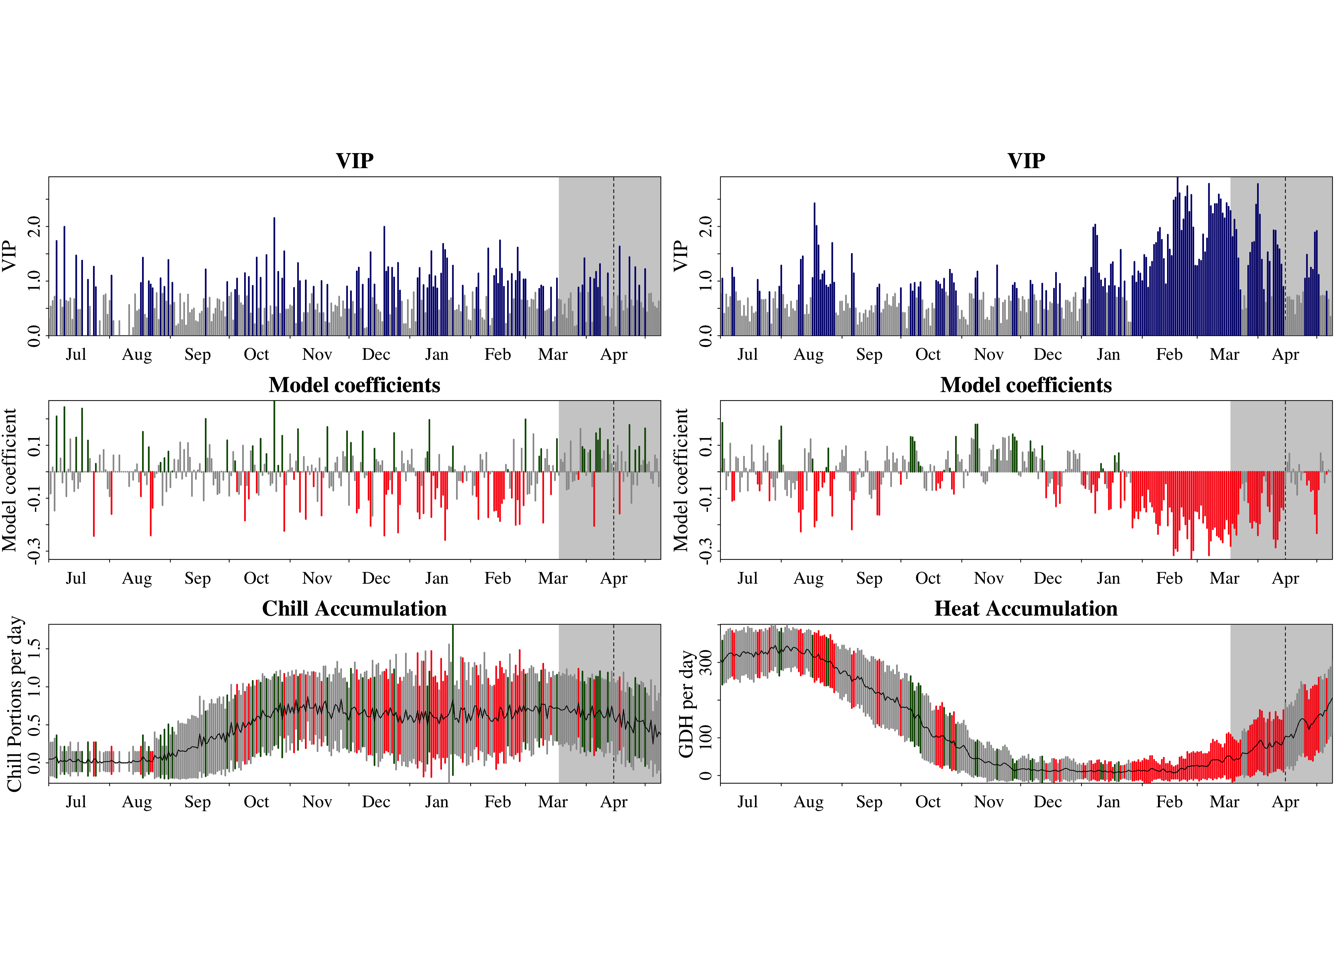 VIP
VIP
0.0 1.0 2.0
Jul Aug Sep Oct Nov Dec Jan Feb Mar Apr
Model coefficients
Model coefficient
-0.3 -0.1 0.1
Jul Aug Sep Oct Nov Dec Jan Feb Mar Apr
Chill Accumulation
Chill Portions per day
0.0 0.5 1.0 1.5
Jul Aug Sep Oct Nov Dec Jan Feb Mar Apr
VIP
VIP
0.0 1.0 2.0
Jul Aug Sep Oct Nov Dec Jan Feb Mar Apr
Model coefficients
Model coefficient
-0.3 -0.1 0.1
Jul Aug Sep Oct Nov Dec Jan Feb Mar Apr
Heat Accumulation
GDH per day
0 100 300
Jul Aug Sep Oct Nov Dec Jan Feb Mar Apr